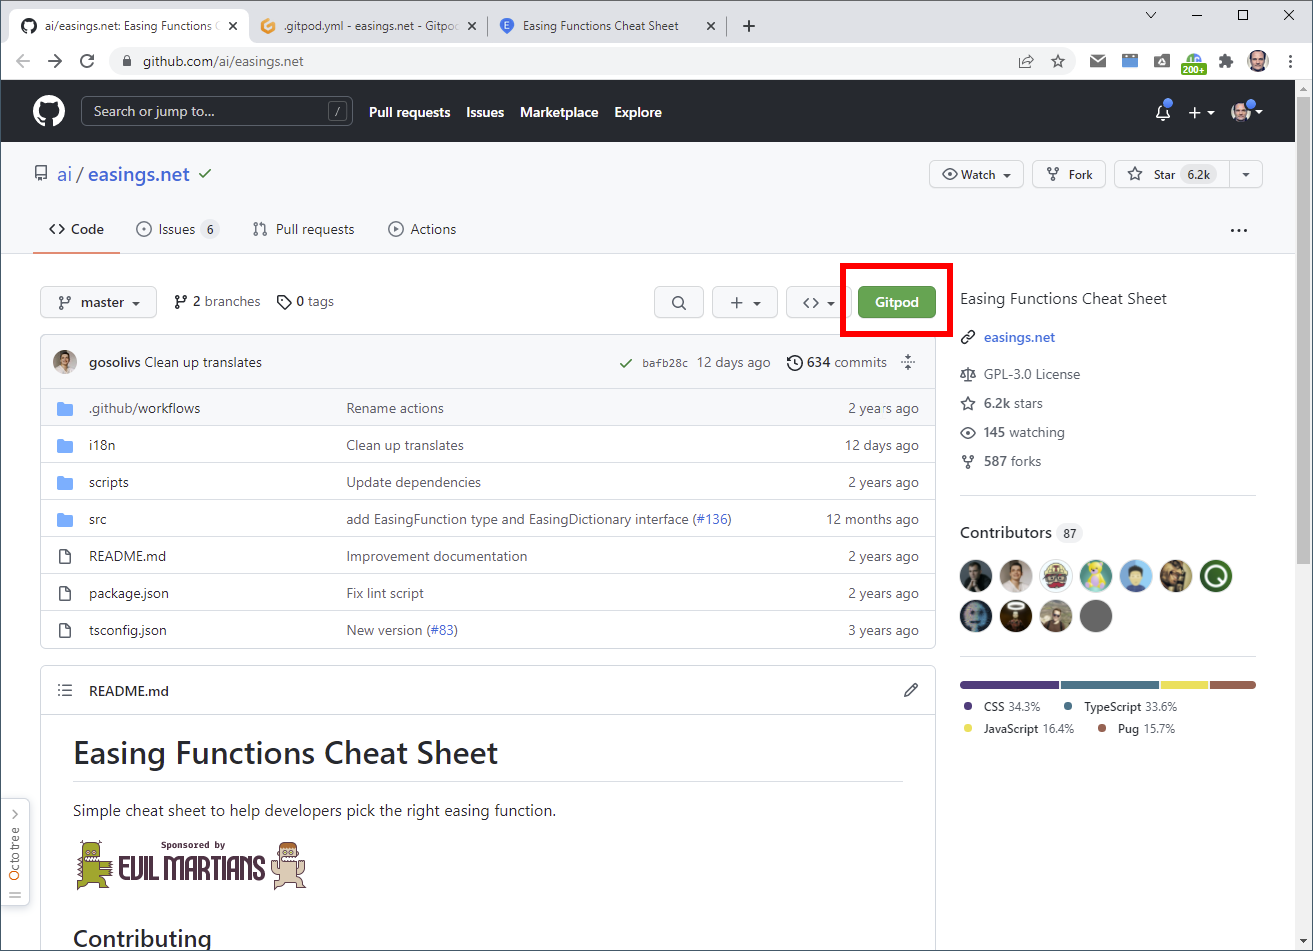 ai/easings.net: Easing Functions C
.gitpod.yml - easings.net - Gitpod
Easing Functions Cheat Sheet
github.com/ai/easings.net
200+
Search or jump to...
/
Pull requests
Issues
Marketplace
Explore
ai / easings.net
Watch
Fork
Star 6.2k
Code
Issues 6
Pull requests
Actions
master
2 branches
0 tags
Gitpod
Easing Functions Cheat Sheet
easings.net
GPL-3.0 License
6.2k stars
145 watching
587 forks
gosolivs Clean up translates
bafb28c 12 days ago
634 commits
.github/workflows Rename actions 2 years ago
i18n Clean up translates 12 days ago
scripts Update dependencies 2 years ago
src add EasingFunction type and EasingDictionary interface (#136) 12 months ago
README.md Improvement documentation 2 years ago
package.json Fix lint script 2 years ago
tsconfig.json New version (#83) 3 years ago
Contributors 87
CSS 34.3% TypeScript 33.6%
JavaScript 16.4% Pug 15.7%
README.md
Easing Functions Cheat Sheet
Simple cheat sheet to help developers pick the right easing function.
Sponsored by
EVIL MARTIANS
Contributing
Octotree